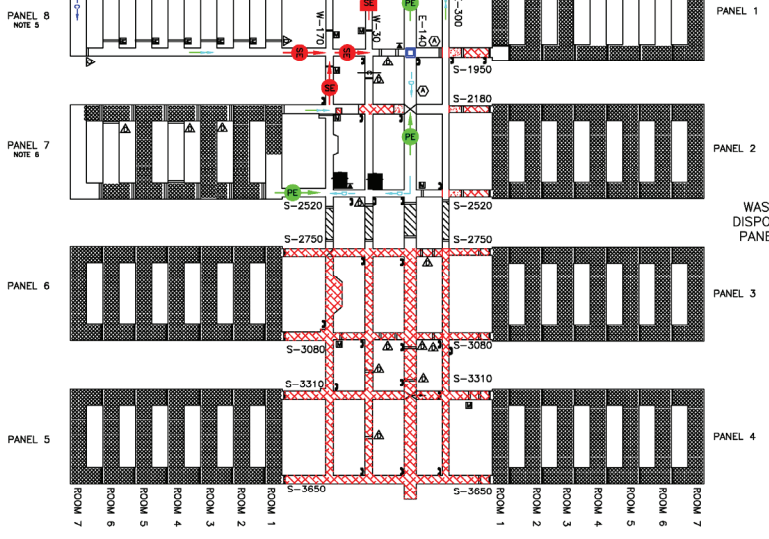 PANEL 8
NOTE 5
W-170
W-30
E-140
S-300
PANEL 1
SE
PE
SE
SE
A
S-1950
SE
A
S-2180
PANEL 7
NOTE 6
PE
PANEL 2
PE
S-2520
S-2520
S-2750
S-2750
WAS
DISPO
PANE
PANEL 6
PANEL 3
S-3080
S-3080
S-3310
S-3310
PANEL 5
PANEL 4
S-3650
S-3650
ROOM 7
ROOM 6
ROOM 5
ROOM 4
ROOM 3
ROOM 2
ROOM 1
ROOM 1
ROOM 2
ROOM 3
ROOM 4
ROOM 5
ROOM 6
ROOM 7